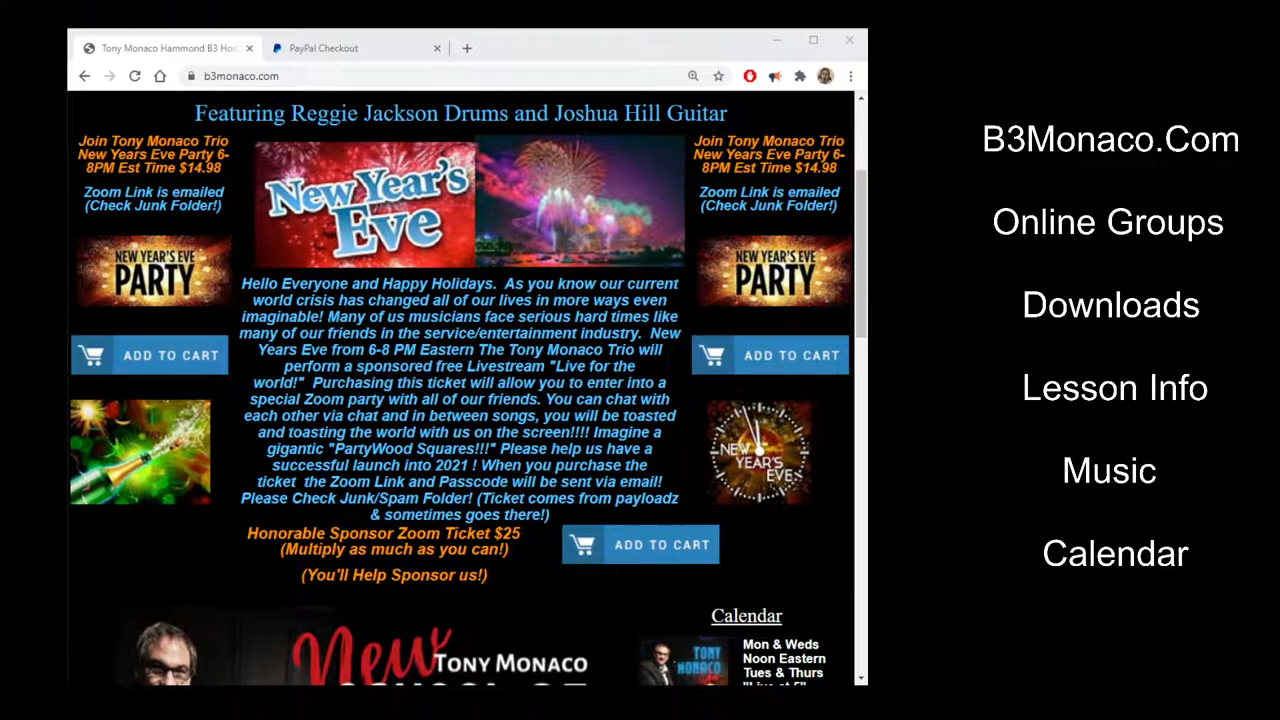 Tony Monaco Hammond B3 Hom
PayPal Checkout
b3monaco.com
Featuring Reggie Jackson Drums and Joshua Hill Guitar
Join Tony Monaco Trio
New Years Eve Party 6-
8PM Est Time $14.98
Zoom Link is emailed
(Check Junk Folder!)
NEW YEAR'S EVE
PARTY
ADD TO CART
New Year's
Eve
Join Tony Monaco Trio
New Years Eve Party 6-
8PM Est Time $14.98
Zoom Link is emailed
(Check Junk Folder!)
NEW YEAR'S EVE
PARTY
ADD TO CART
NEW
YEAR'S
EVE
Hello Everyone and Happy Holidays. As you know our current
world crisis has changed all of our lives in more ways even
imaginable! Many of us musicians face serious hard times like
many of our friends in the service/entertainment industry. New
Years Eve from 6-8 PM Eastern The Tony Monaco Trio will
perform a sponsored free Livestream "Live for the
world!" Purchasing this ticket will allow you to enter into a
special Zoom party with all of our friends. You can chat with
each other via chat and in between songs, you will be toasted
and toasting the world with us on the screen!!!! Imagine a
gigantic "PartyWood Squares!!!" Please help us have a
successful launch into 2021 ! When you purchase the
ticket the Zoom Link and Passcode will be sent via email!
Please Check Junk/Spam Folder! (Ticket comes from payloadz
& sometimes goes there!)
Honorable Sponsor Zoom Ticket $25
(Multiply as much as you can!)
(You'll Help Sponsor us!)
ADD TO CART
New TONY MONACO
Calendar
TONY
MONACO
Mon & Weds
Noon Eastern
Tues & Thurs
B3Monaco.Com
Online Groups
Downloads
Lesson Info
Music
Calendar